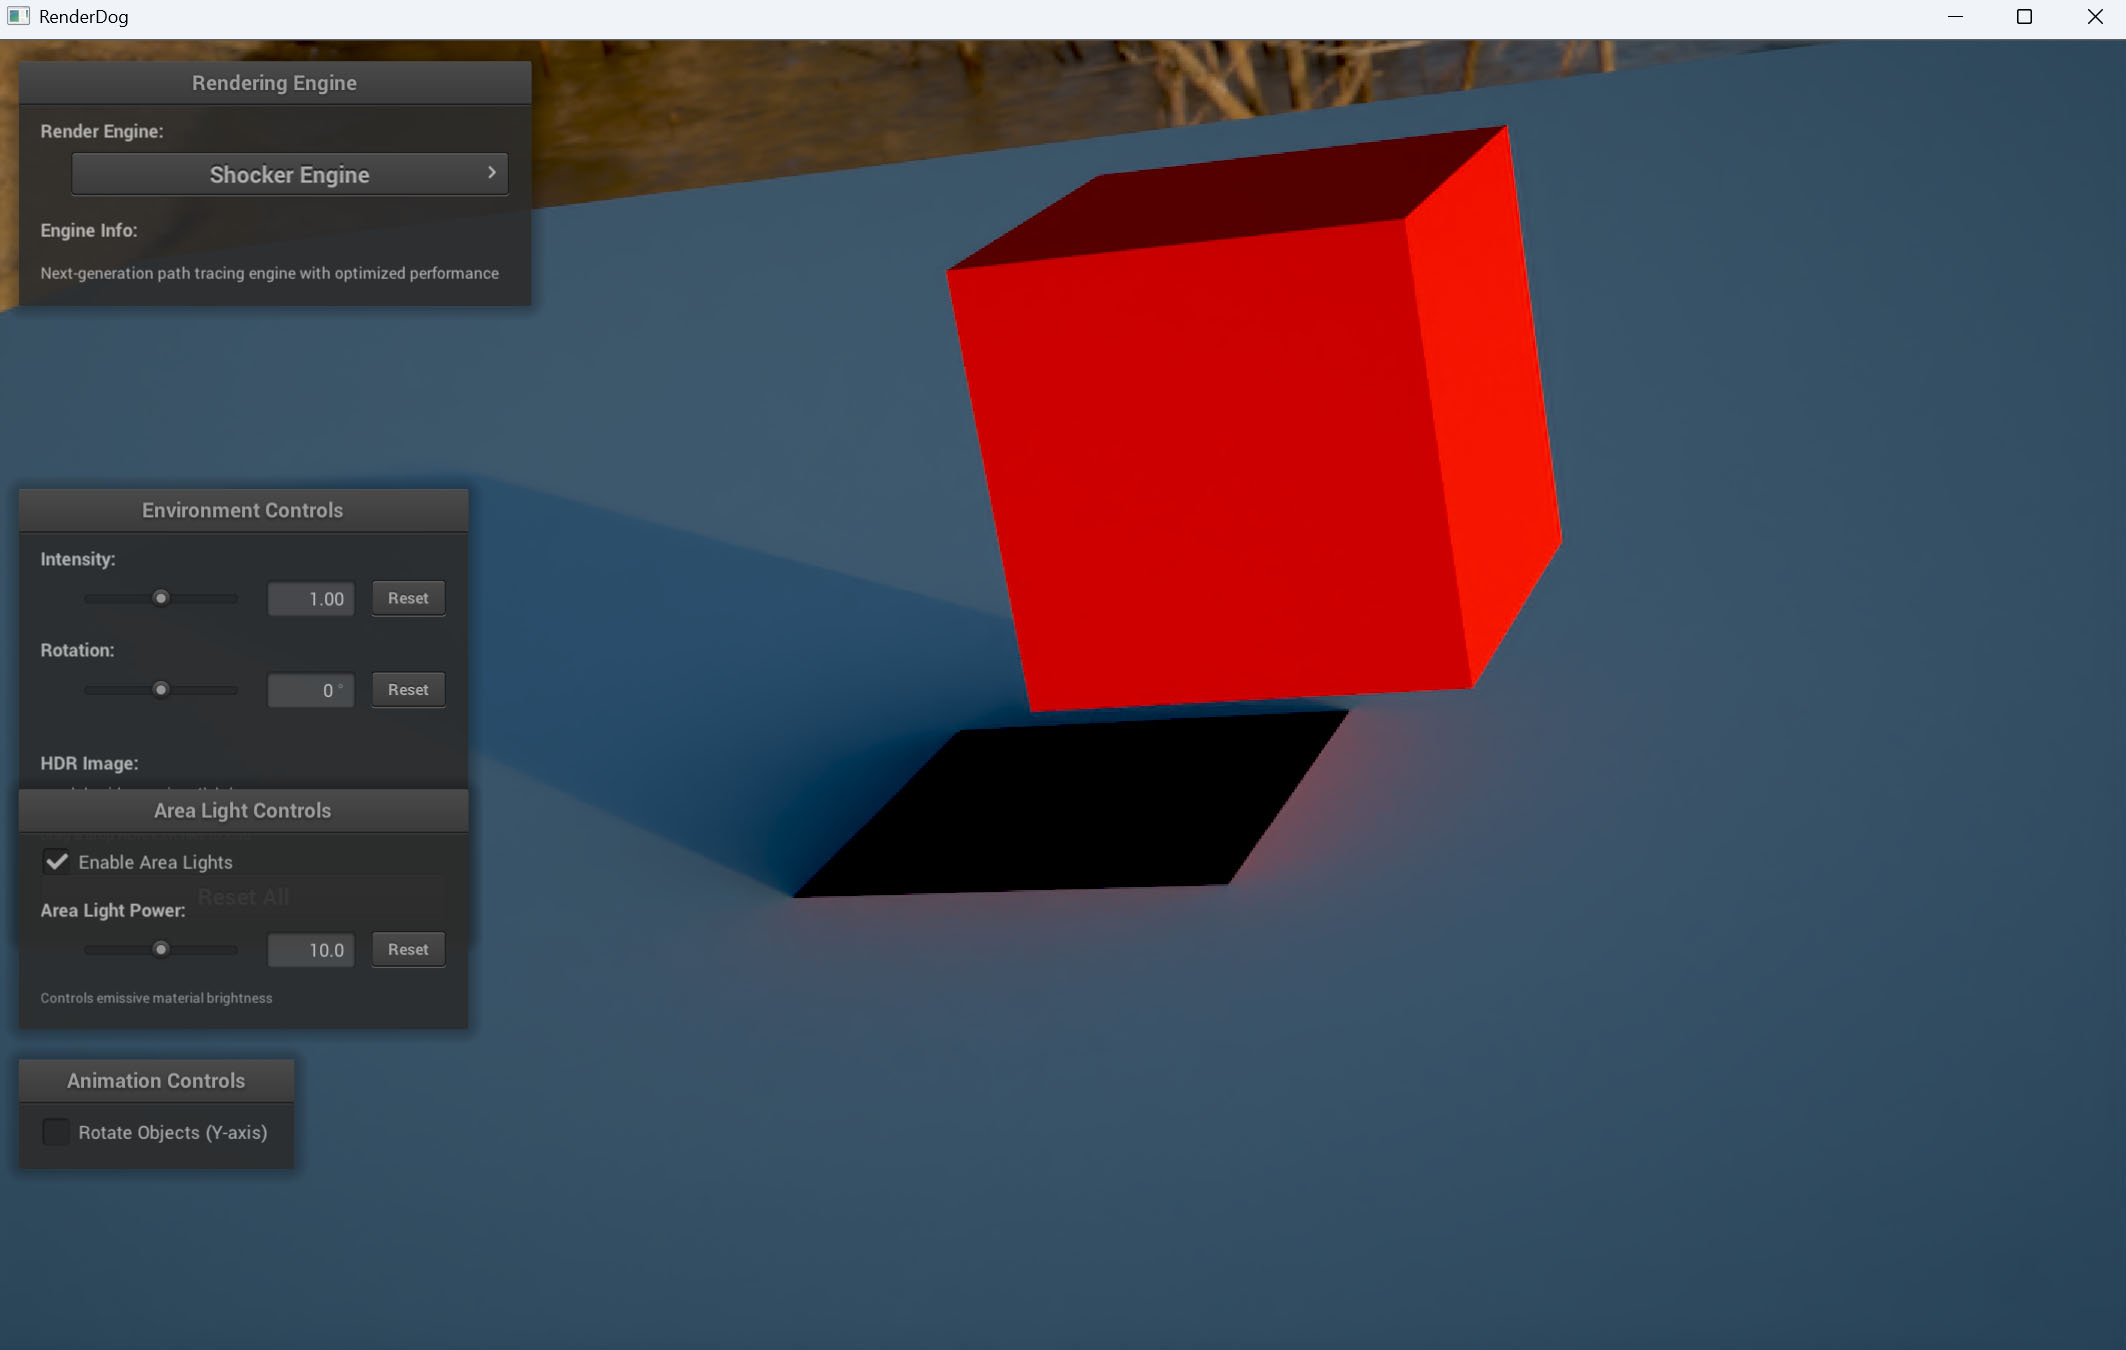 RenderDog
Rendering Engine
Render Engine:
Shocker Engine
Engine Info:
Next-generation path tracing engine with optimized performance
Environment Controls
Intensity:
1.00 Reset
Rotation:
0 ° Reset
HDR Image:
Area Light Controls
Enable Area Lights
Reset All
Area Light Power:
10.0 Reset
Controls emissive material brightness
Animation Controls
Rotate Objects (Y-axis)